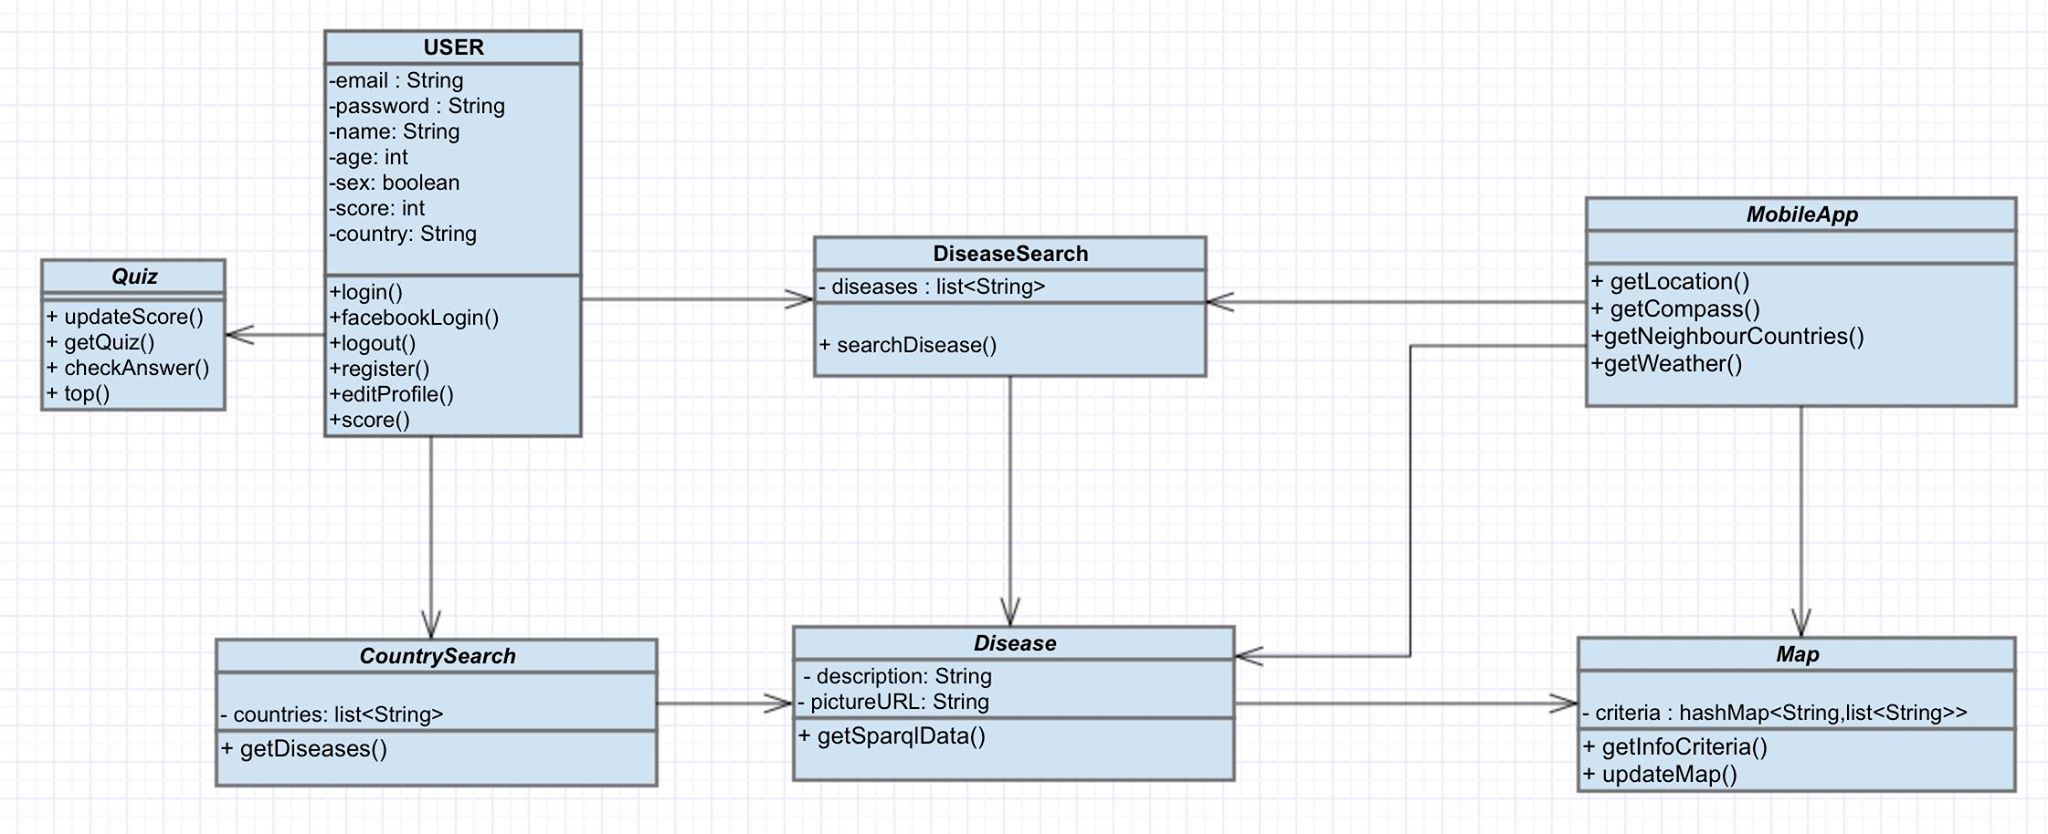 USER
-email : String
-password : String
-name: String
-age: int
-sex: boolean
-score: int
-country: String
+login()
+facebookLogin()
+logout()
+register()
+editProfile()
+score()
Quiz
+ updateScore()
+ getQuiz()
+ checkAnswer()
+ top()
DiseaseSearch
- diseases : list<String>
+ searchDisease()
MobileApp
+ getLocation()
+ getCompass()
+getNeighbourCountries()
+getWeather()
CountrySearch
- countries: list<String>
+ getDiseases()
Disease
- description: String
- pictureURL: String
+ getSparqlData()
Map
- criteria : hashMap<String,list<String>>
+ getInfoCriteria()
+ updateMap()